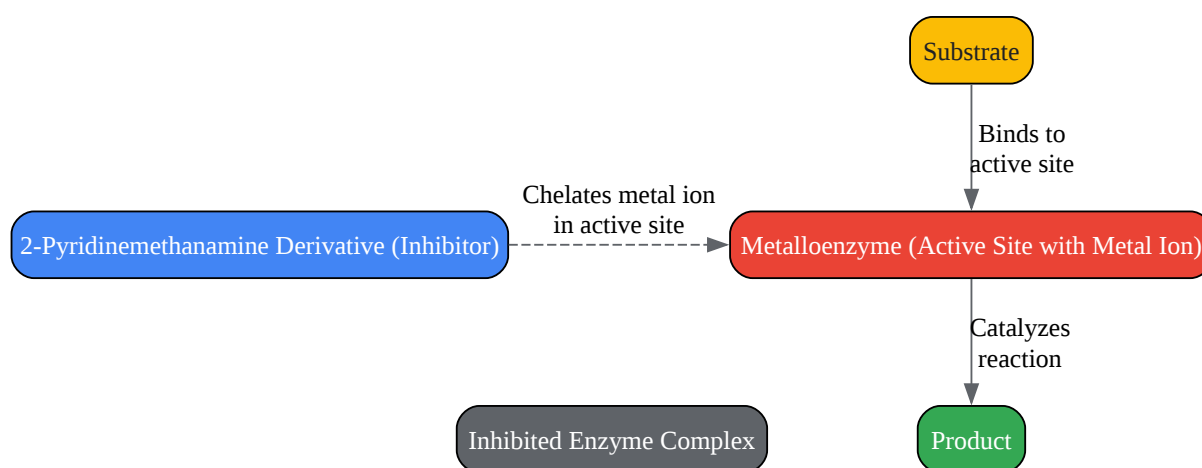 Substrate
Binds to
active site
Chelates metal ion
in active site
2-Pyridinemethanamine Derivative (Inhibitor)
Metalloenzyme (Active Site with Metal Ion)
Catalyzes
reaction
Inhibited Enzyme Complex
Product